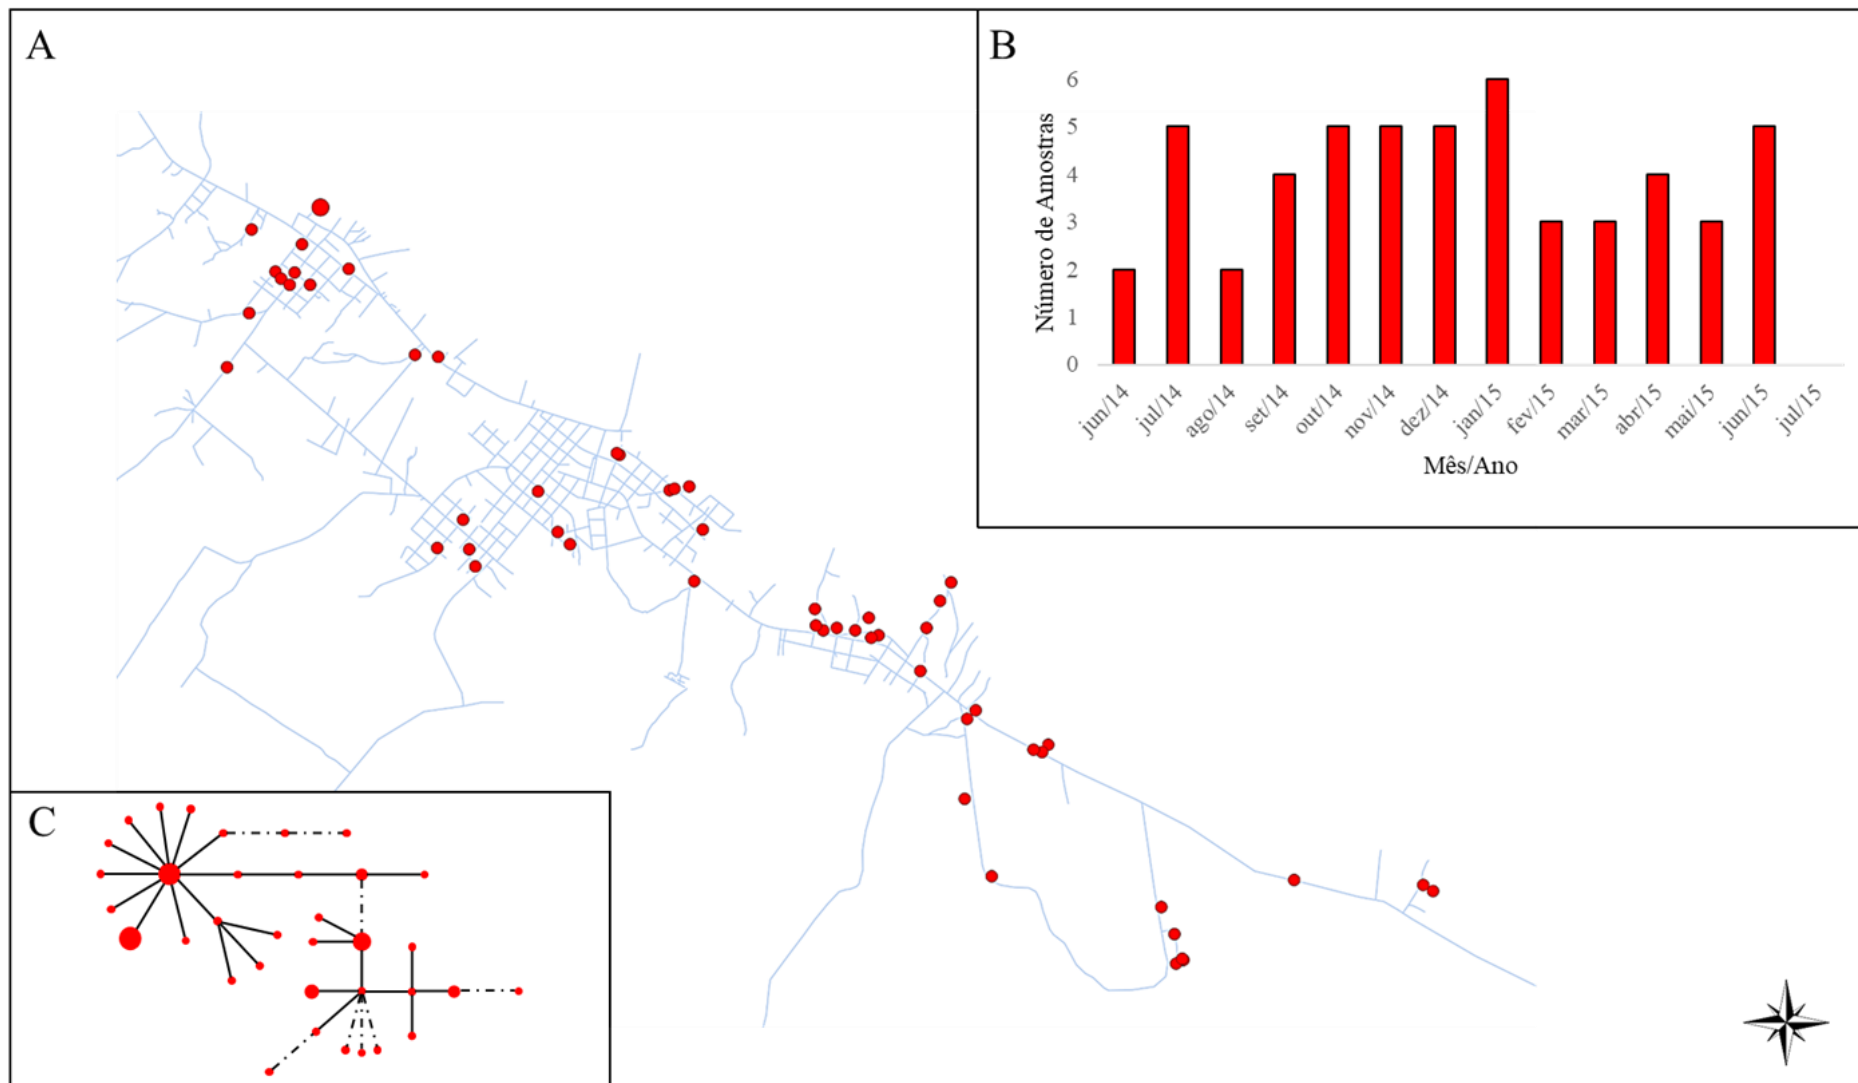 A
B
Número de Amostras
6
5
4
3
2
1
0
jun/14
jul/14
ago/14
set/14
out/14
nov/14
dez/14
jan/15
fev/15
mar/15
abr/15
mai/15
jun/15
jul/15
Mês/Ano
C